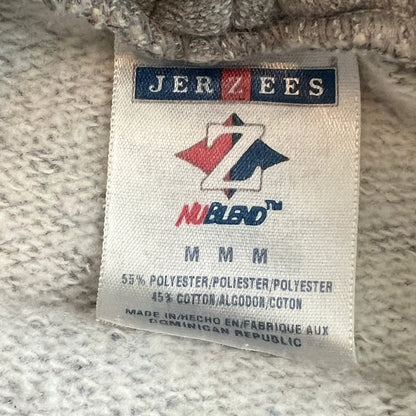 JERZEES
Z
NUBLEND™
M M M
55% POLYESTER/POLIESTER/POLYESTER
45% COTTON/ALGODON/COTON
MADE IN/HECHO EN/FABRIQUE AUX
DOMINICAN REPUBLIC